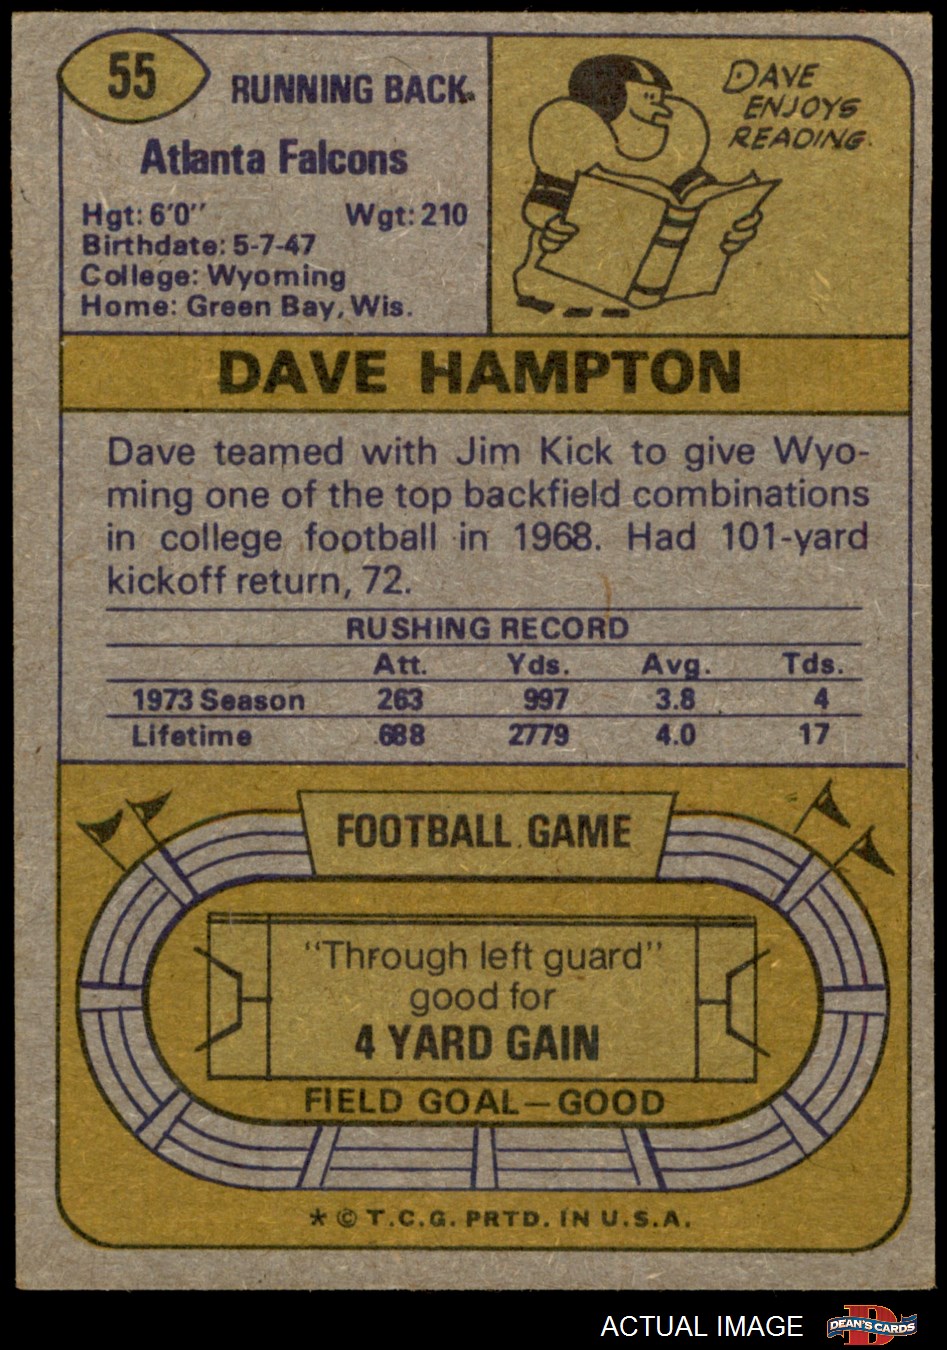 55
RUNNING BACK
Atlanta Falcons
Hgt: 6'0" Wgt: 210
Birthdate: 5-7-47
College: Wyoming
Home: Green Bay, Wis.
DAVE
ENJOYS
READING.
DAVE HAMPTON
Dave teamed with Jim Kick to give Wyo-
ming one of the top backfield combinations
in college football in 1968. Had 101-yard
kickoff return, 72.
RUSHING RECORD
Att. Yds. Avg. Tds.
1973 Season 263 997 3.8 4
Lifetime 688 2779 4.0 17
FOOTBALL GAME
"Through left guard"
good for
4 YARD GAIN
FIELD GOAL—GOOD
* © T.C.G. PRTD. IN U.S.A.
ACTUAL IMAGE
D
DEAN'S CARDS